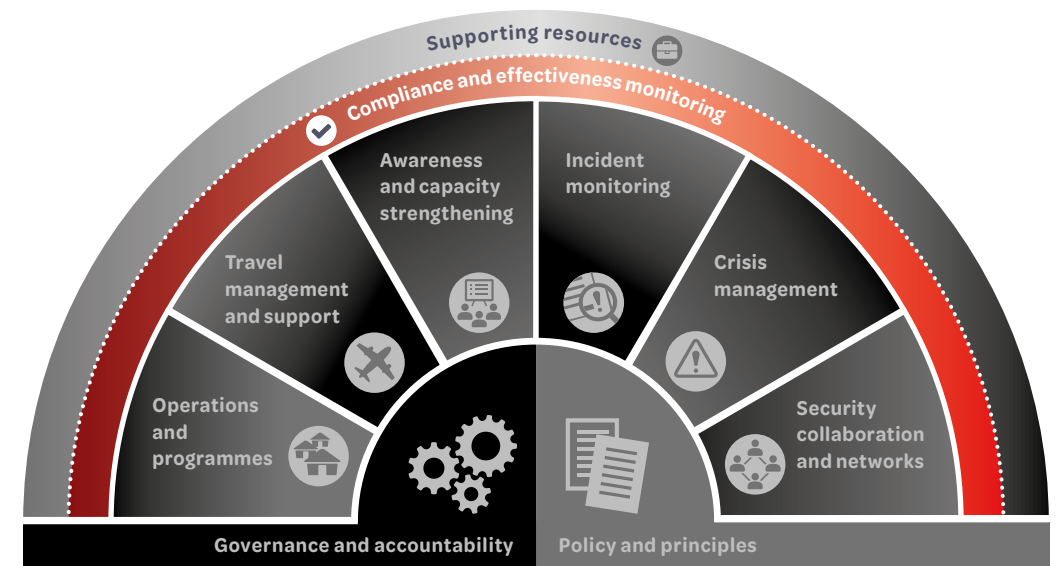 Supporting resources
Compliance and effectiveness monitoring
Operations
and
programmes
Travel
management
and support
Awareness
and capacity
strengthening
Incident
monitoring
Crisis
management
Security
collaboration
and networks
Governance and accountability
Policy and principles